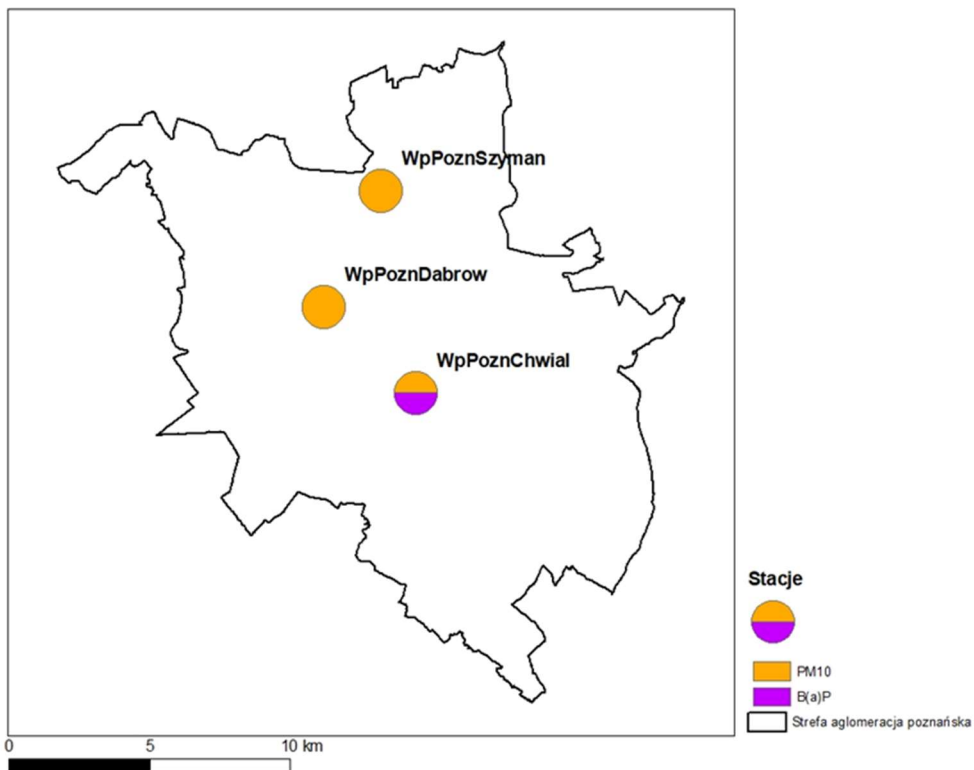 WpPoznSzyman
WpPoznDabrow
WpPoznChwial
Stacje
PM10
B(a)P
Strefa aglomeracja poznańska
0 5 10 km